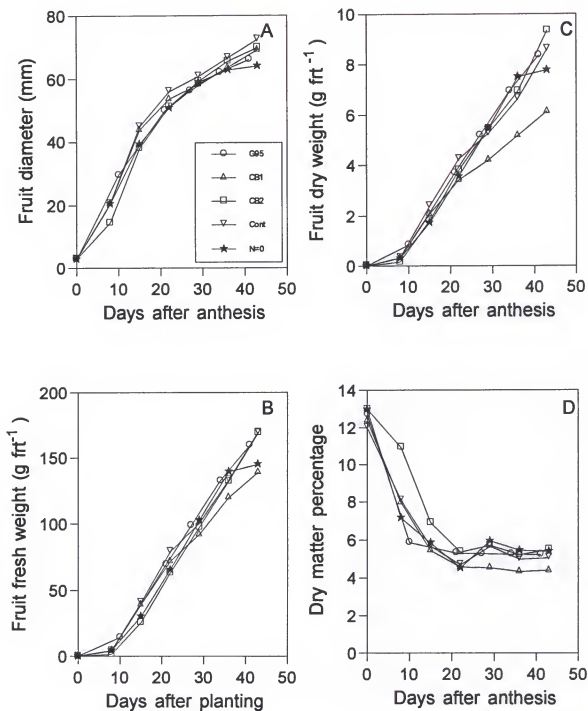 A
Fruit diameter (mm)
80
60
40
20
0
G95
CB1
CB2
Cont
N=0
0 10 20 30 40 50
Days after anthesis
C
Fruit dry weight (g frt⁻¹)
10
8
6
4
2
0
0 10 20 30 40 50
Days after anthesis
B
Fruit fresh weight (g frt⁻¹)
200
150
100
50
0
0 10 20 30 40 50
Days after planting
D
Dry matter percentage
14
12
10
8
6
4
2
0
0 10 20 30 40 50
Days after anthesis